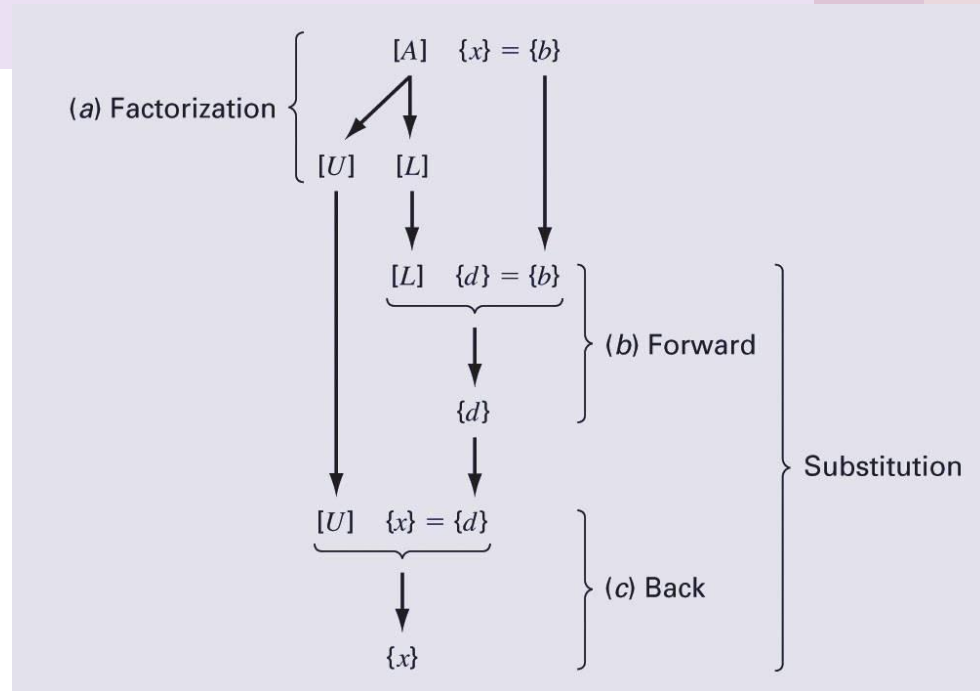 [A] {x} = {b}
(a) Factorization
[U] [L]
[L] {d} = {b}
(b) Forward
{d}
Substitution
[U] {x} = {d}
(c) Back
{x}